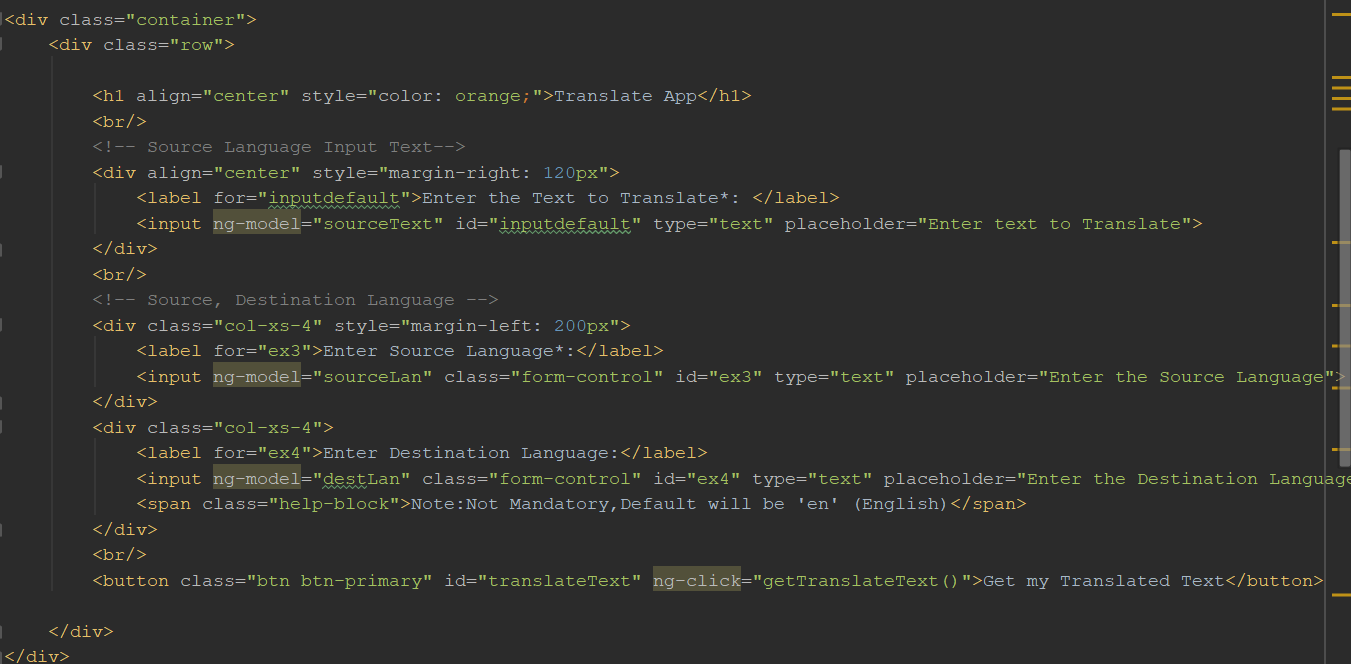 <div class="container">
<div class="row">
<h1 align="center" style="color: orange;">Translate App</h1>
<br/>
<!-- Source Language Input Text-->
<div align="center" style="margin-right: 120px">
<label for="inputdefault">Enter the Text to Translate*: </label>
<input ng-model="sourceText" id="inputdefault" type="text" placeholder="Enter text to Translate">
</div>
<br/>
<!-- Source, Destination Language -->
<div class="col-xs-4" style="margin-left: 200px">
<label for="ex3">Enter Source Language*:</label>
<input ng-model="sourceLan" class="form-control" id="ex3" type="text" placeholder="Enter the Source Language">
</div>
<div class="col-xs-4">
<label for="ex4">Enter Destination Language:</label>
<input ng-model="destLan" class="form-control" id="ex4" type="text" placeholder="Enter the Destination Language
<span class="help-block">Note:Not Mandatory,Default will be 'en' (English)</span>
</div>
<br/>
<button class="btn btn-primary" id="translateText" ng-click="getTranslateText()">Get my Translated Text</button>
</div>
</div>